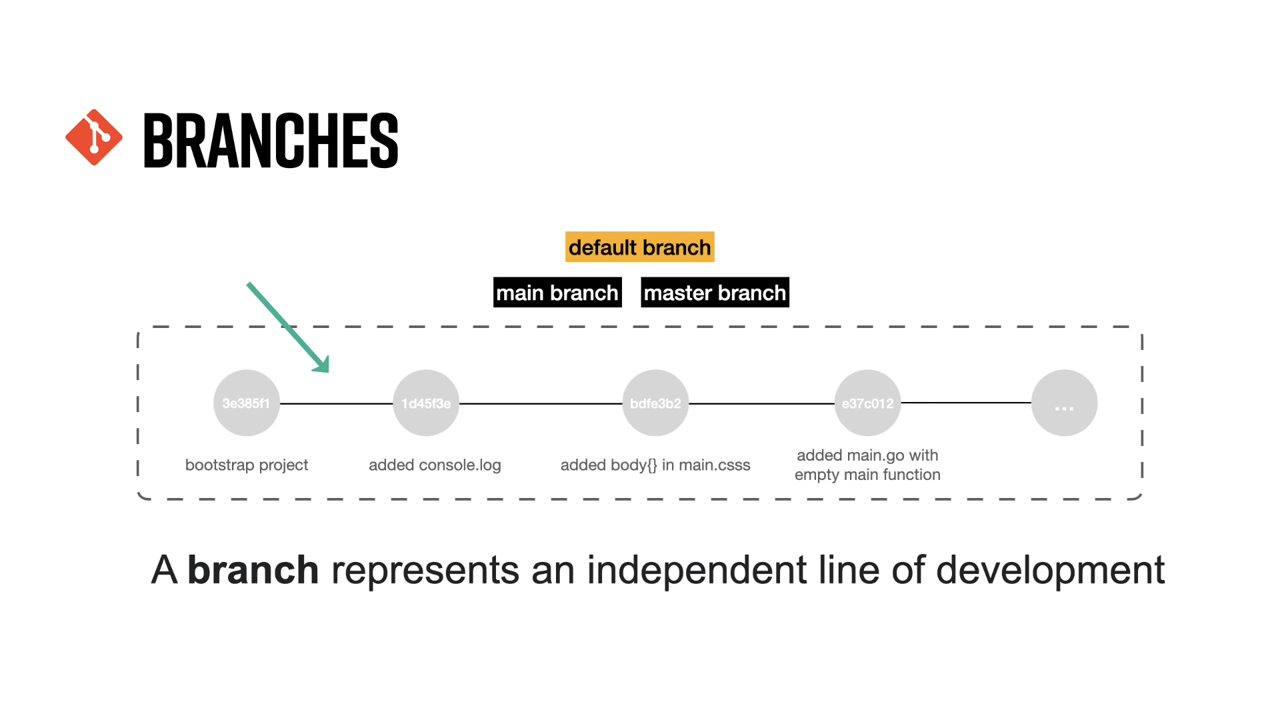 BRANCHES
default branch
main branch master branch
3e385f1 1d45f3e bdfe3b2 e37c012 ...
bootstrap project added console.log added body{} in main.csss added main.go with
empty main function
A branch represents an independent line of development